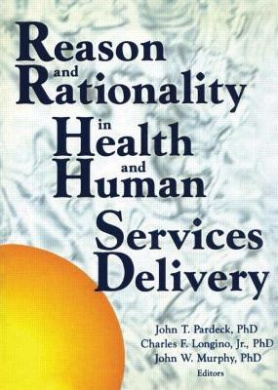 Reason
and
Rationality
in
Health
and
Human
Services
Delivery
John T. Pardeck, PhD
Charles F. Longino, Jr., PhD
John W. Murphy, PhD
Editors